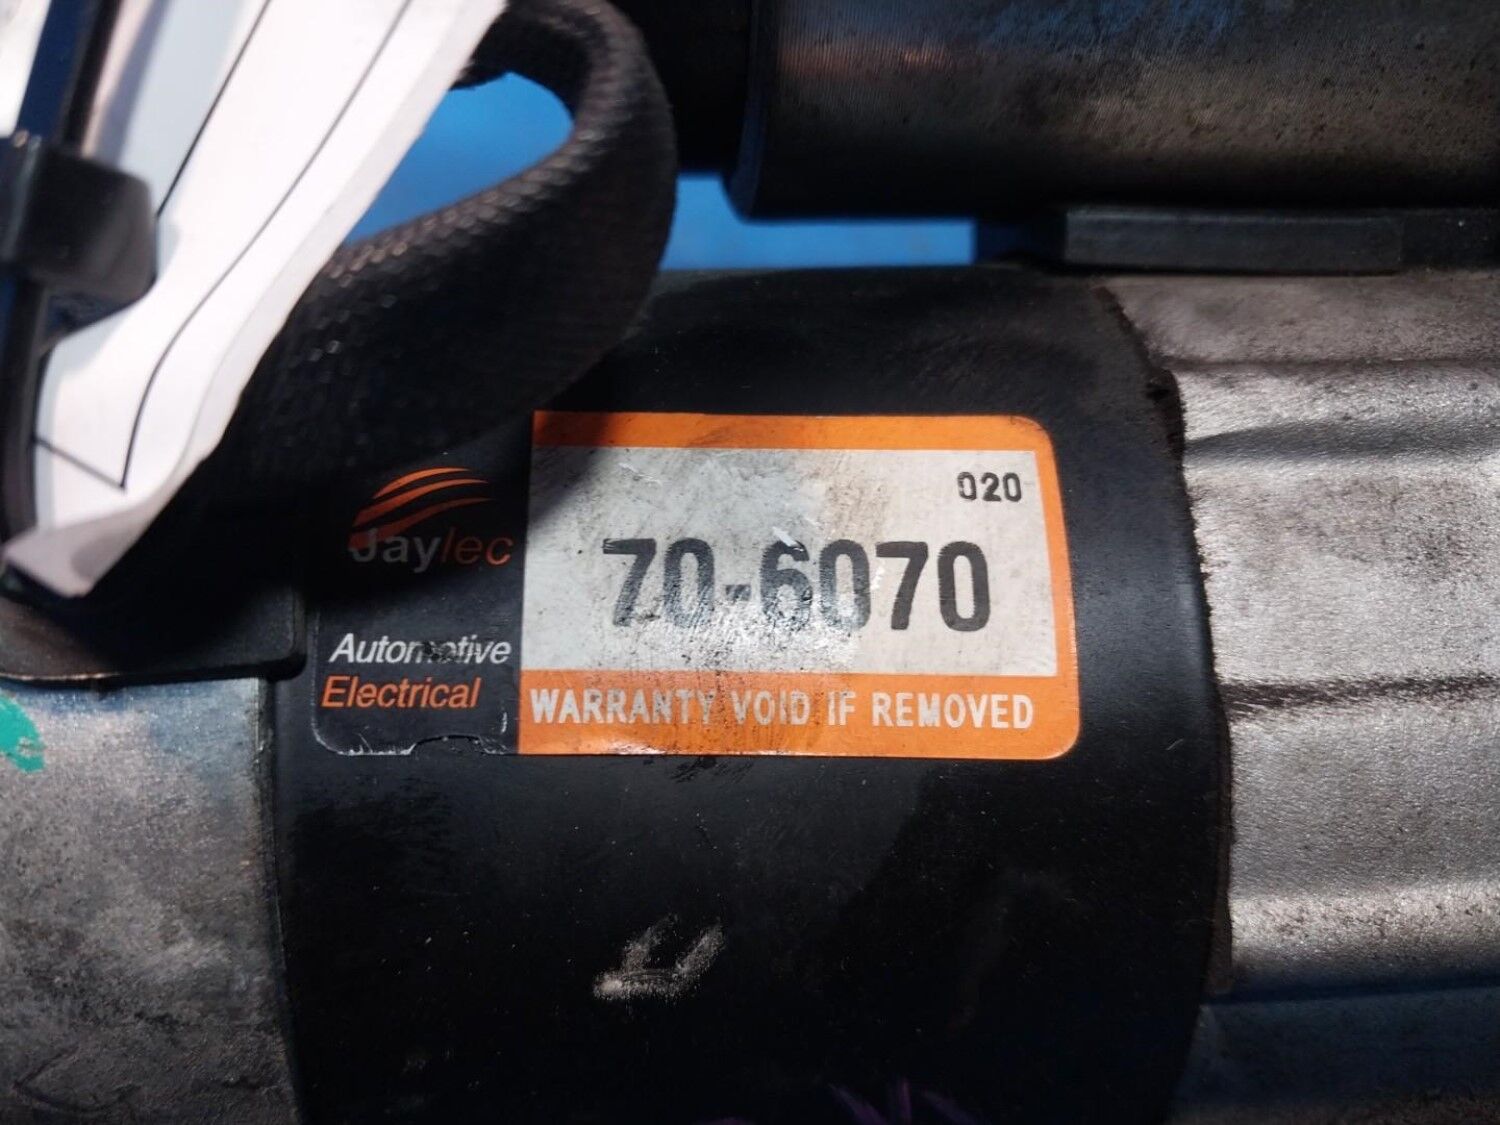 020
Jaylec
70-6070
Automotive
Electrical
WARRANTY VOID IF REMOVED